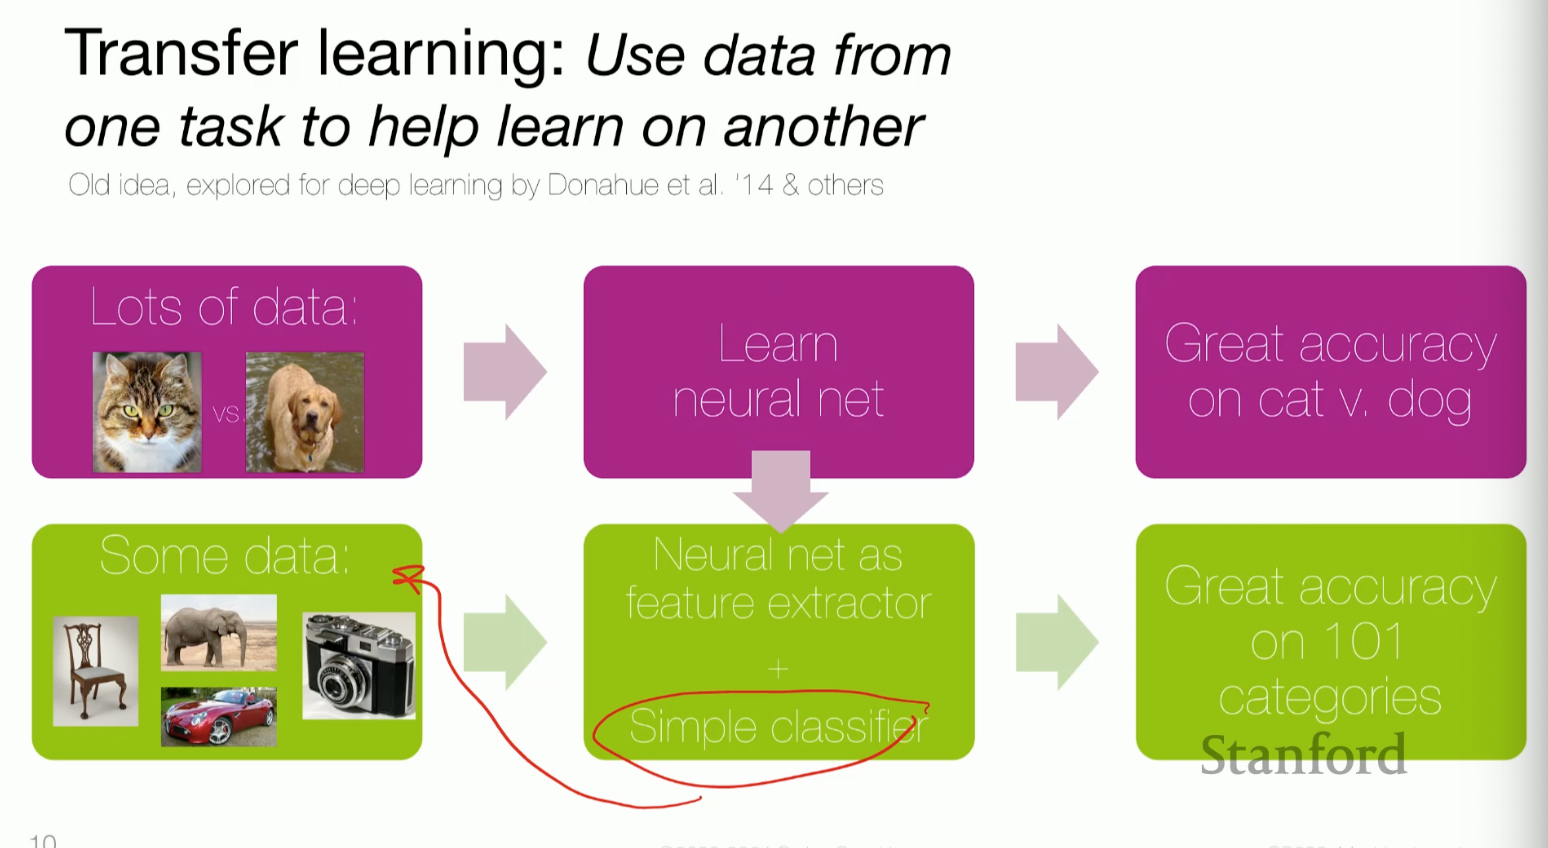 Transfer learning: Use data from
one task to help learn on another
Old idea, explored for deep learning by Donahue et al. '14 & others
Lots of data:
vs.
Learn
neural net
Great accuracy
on cat v. dog
Some data:
Neural net as
feature extractor
+
Simple classifier
Great accuracy
on 101
categories
Stanford
10